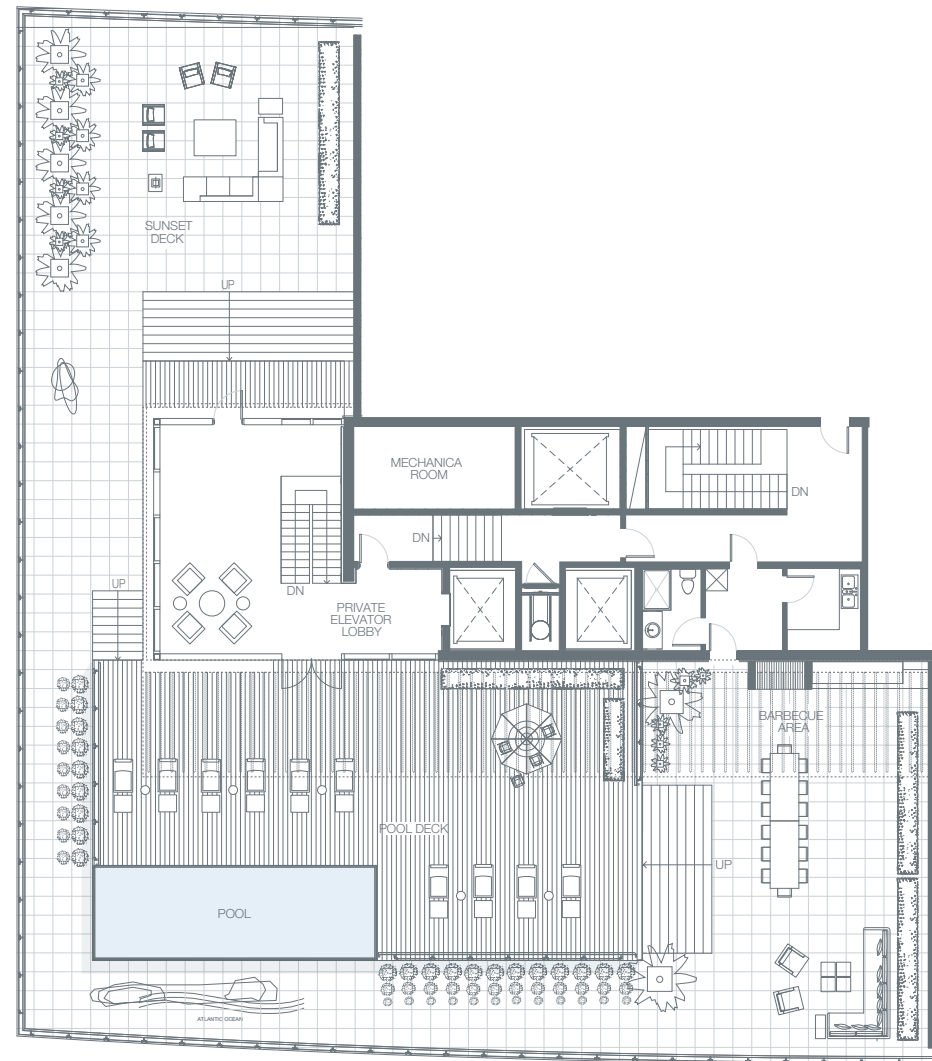 SUNSET
DECK
UP
MECHANICA
ROOM
DN
DN
UP
DN
PRIVATE
ELEVATOR
LOBBY
BARBECUE
AREA
POOL DECK
UP
POOL
ATLANTIC OCEAN